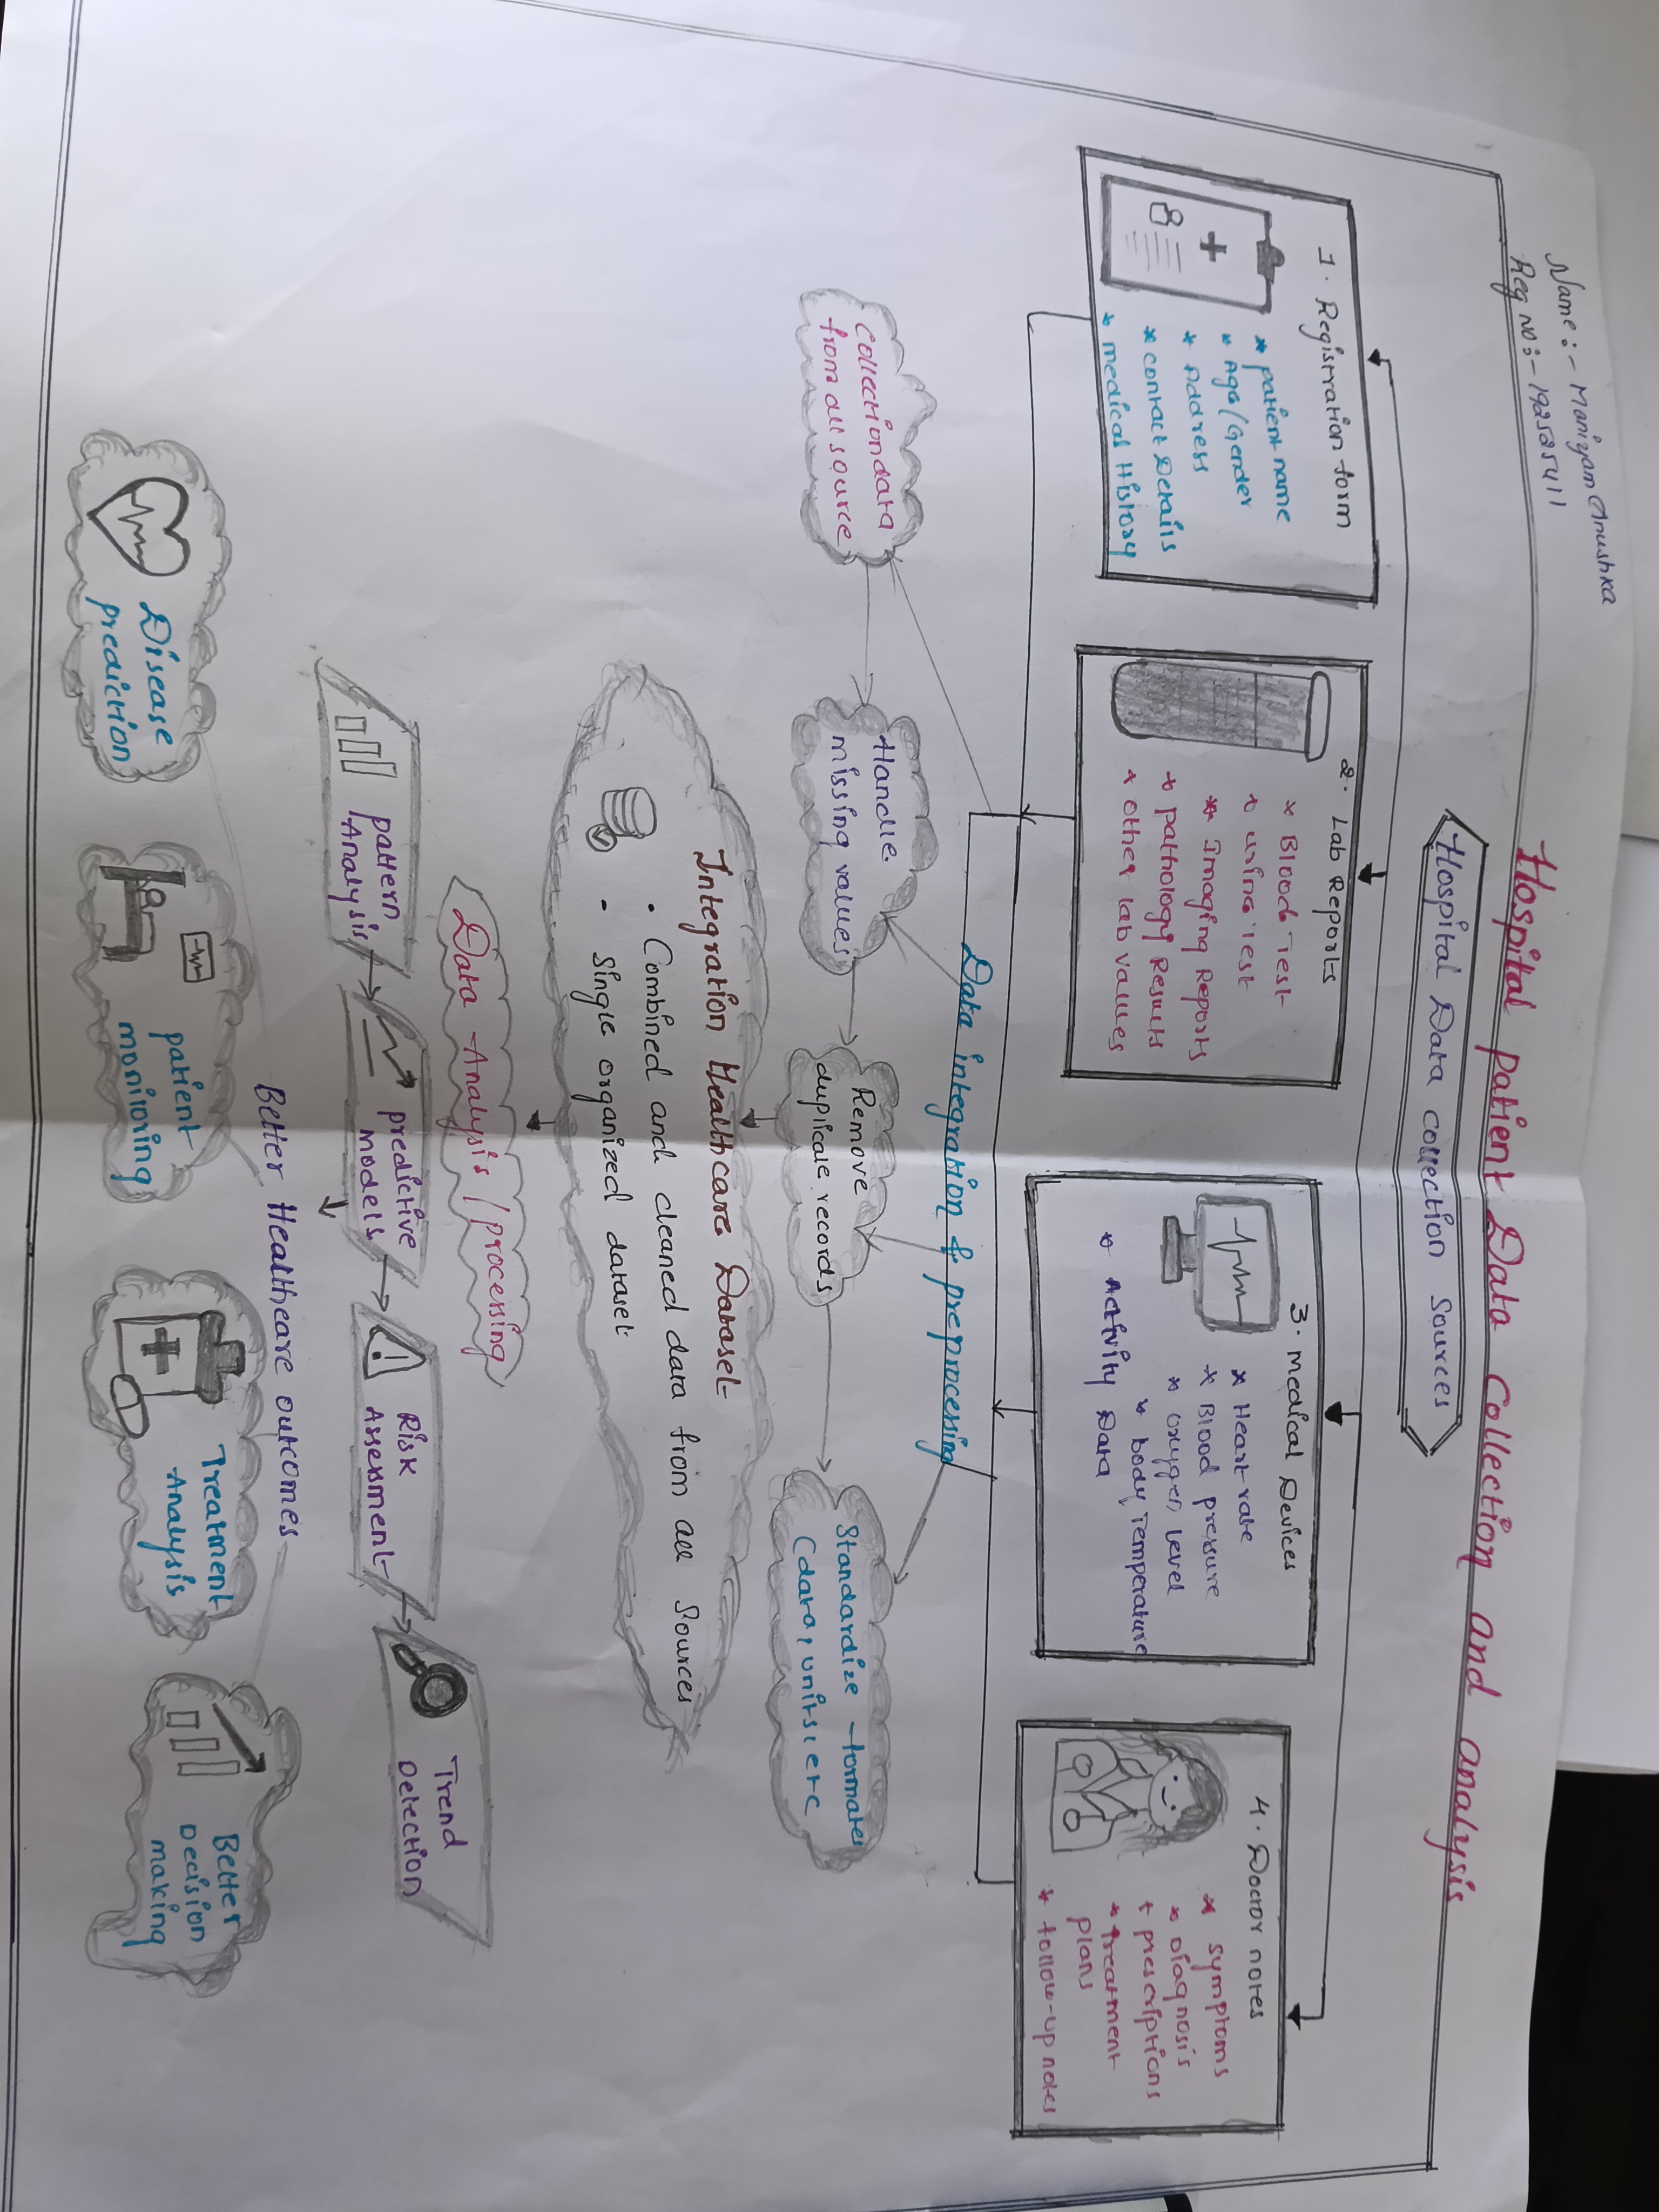 Name:- Maniyam Anushka
Reg No:- 192525411
Hospital patient Data Collection and analysis
Hospital Data collection Sources
1. Registration form
* patient name
* Age/Gender
* Address
* contact Details
* medical History
2. Lab Reports
* Blood Test
* urine Test
* Imaging Reports
* pathology Results
* other lab values
3. Medical Devices
* Heart rate
* Blood pressure
* oxygen level
* body Temperature
* Activity Data
4. Doctor notes
* symptoms
* diagnosis
* prescriptions
* treatment
plans
* follow-up notes
Data integration & preprocessing
Collection data
from all source
Handle
missing values
Remove
duplicate records
Standardize formates
(data, units etc
Integration Healthcare Dataset
• Combined and cleaned data from all Sources
• Single organized dataset
Data Analysis / processing
pattern
Analysis
predictive
models
Risk
Assessment
Trend
Detection
Better Healthcare outcomes
Disease
prediction
patient
monitoring
Treatment
Analysis
Better
Decision
making